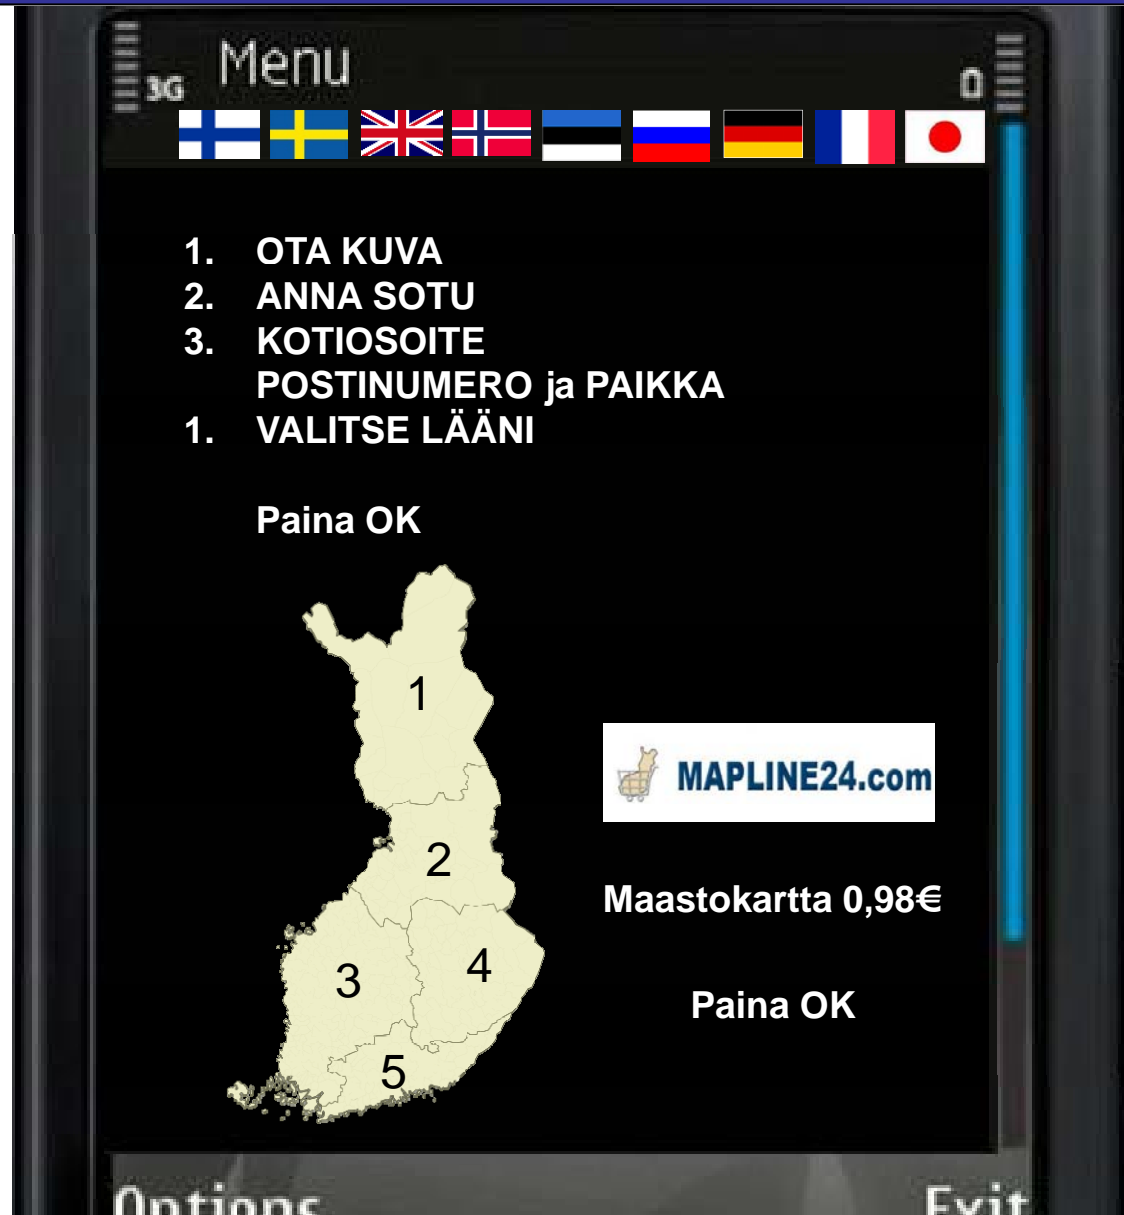 3G Menu
1. OTA KUVA
2. ANNA SOTU
3. KOTIOSOITE
POSTINUMERO ja PAIKKA
1. VALITSE LÄÄNI
Paina OK
1
2
3
4
5
MAPLINE24.com
Maastokartta 0,98€
Paina OK
Options
Exit